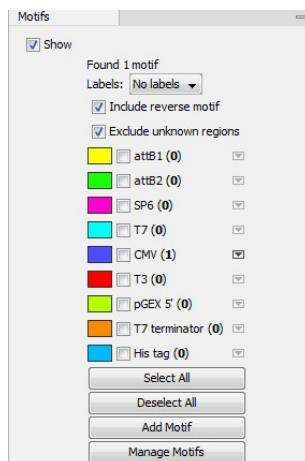 Motifs
Show
Found 1 motif
Labels: No labels
Include reverse motif
Exclude unknown regions
attB1 (0)
attB2 (0)
SP6 (0)
T7 (0)
CMV (1)
T3 (0)
pGEX 5' (0)
T7 terminator (0)
His tag (0)
Select All
Deselect All
Add Motif
Manage Motifs